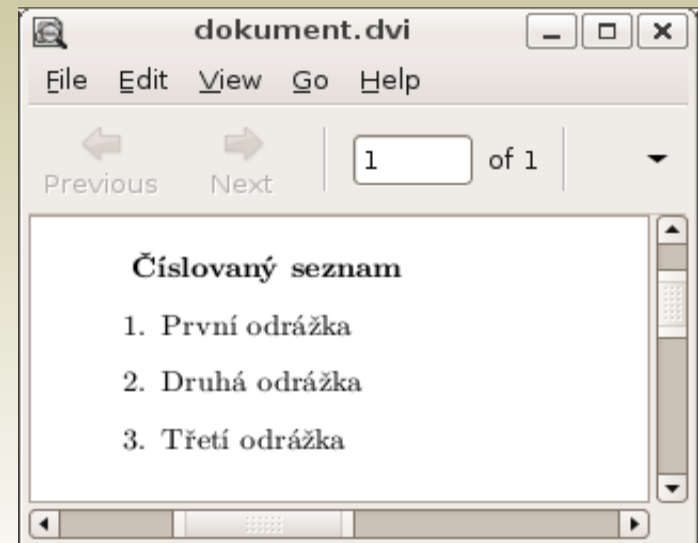 dokument.dvi
File Edit View Go Help
Previous Next 1 of 1
Číslovaný seznam
1. První odrážka
2. Druhá odrážka
3. Třetí odrážka